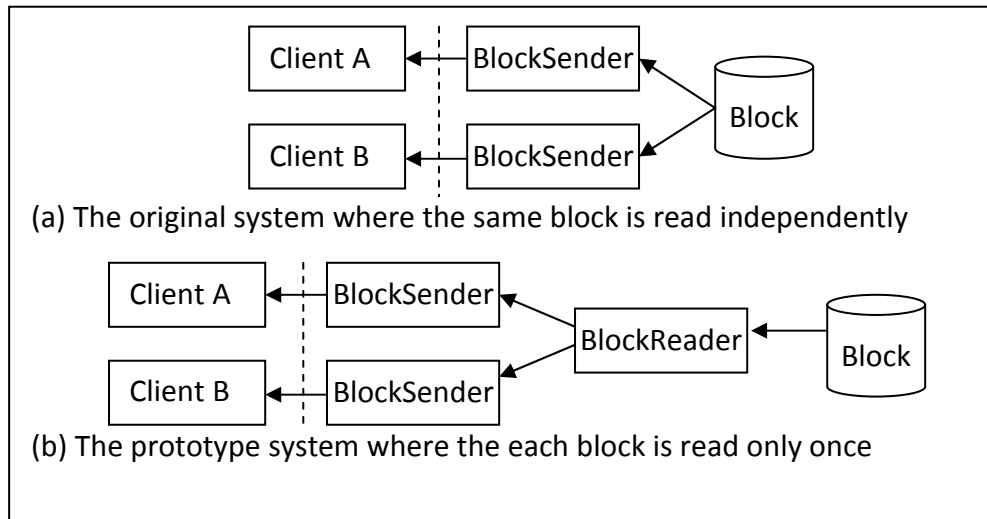 Client A
BlockSender
Block
Client B
BlockSender
(a) The original system where the same block is read independently
Client A
BlockSender
BlockReader
Block
Client B
BlockSender
(b) The prototype system where the each block is read only once